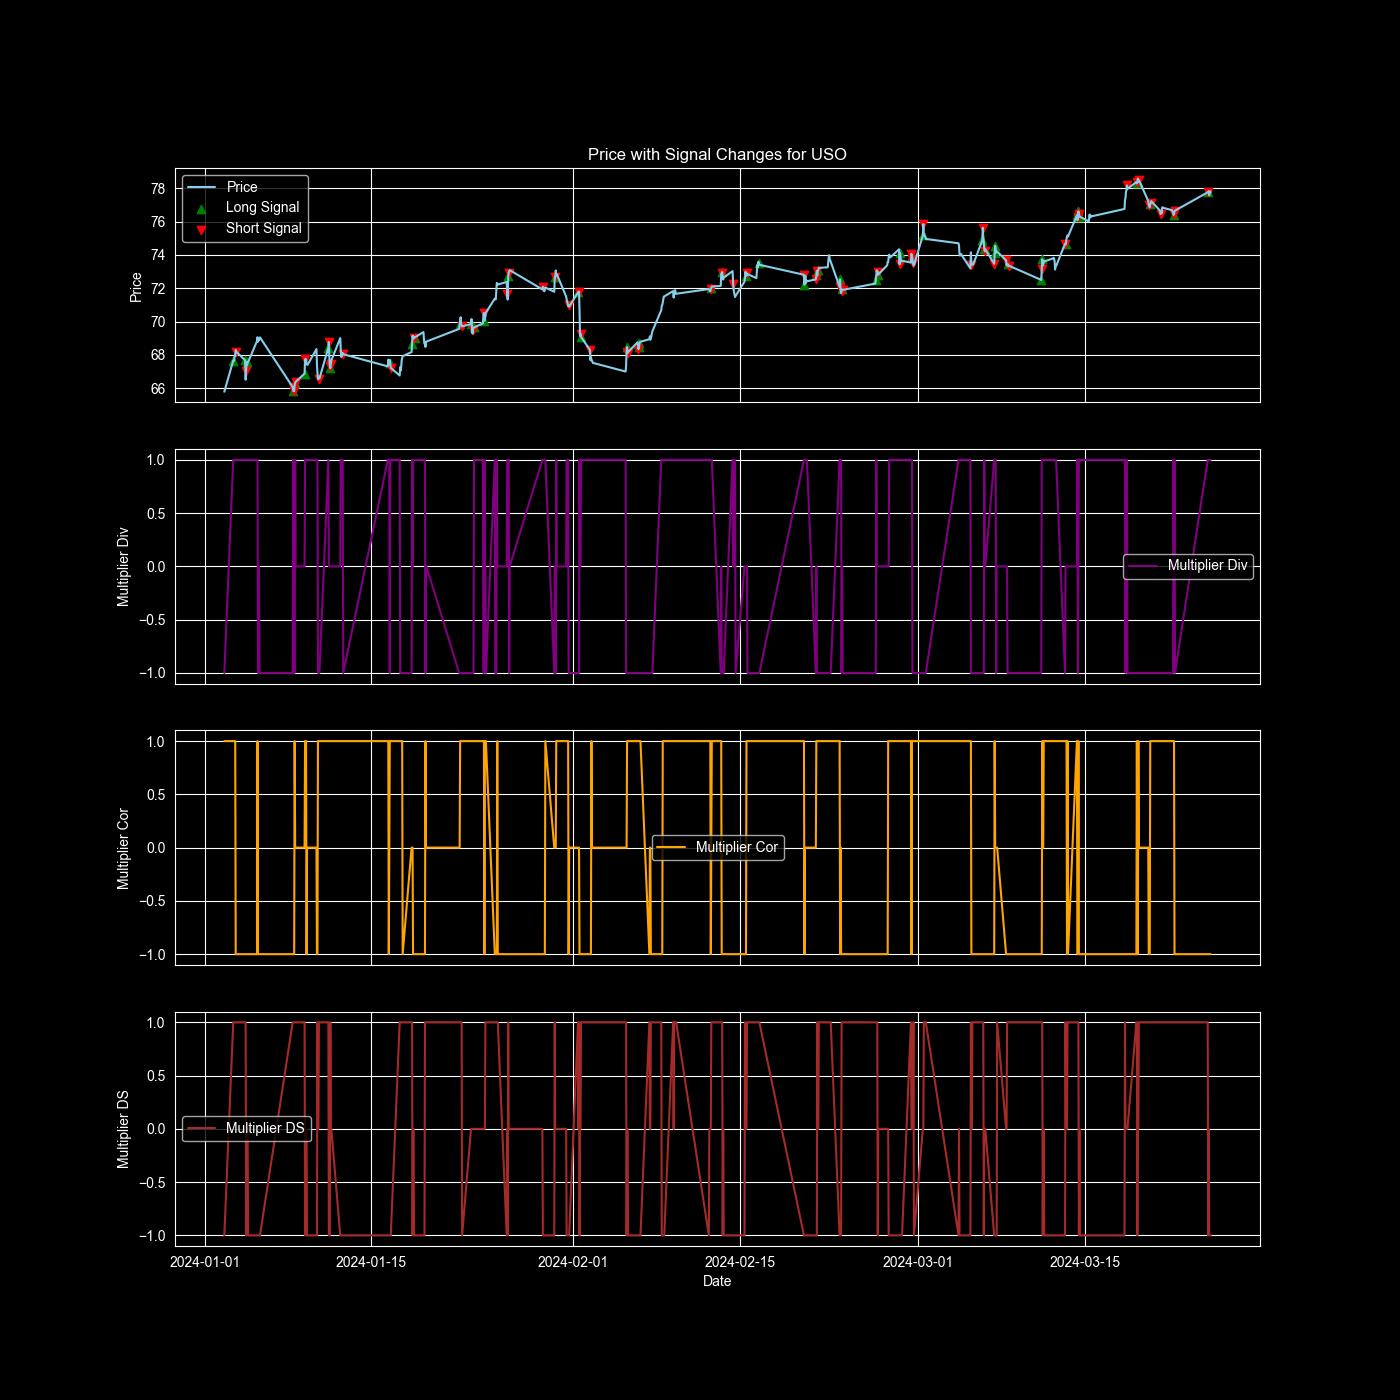 Price with Signal Changes for USO
Price
Long Signal
Short Signal
78
76
74
72
70
68
66
Price
1.0
0.5
0.0
−0.5
−1.0
Multiplier Div
Multiplier Div
1.0
0.5
0.0
−0.5
−1.0
Multiplier Cor
Multiplier Cor
1.0
0.5
0.0
−0.5
−1.0
Multiplier DS
Multiplier DS
2024-01-01 2024-01-15 2024-02-01 2024-02-15 2024-03-01 2024-03-15
Date